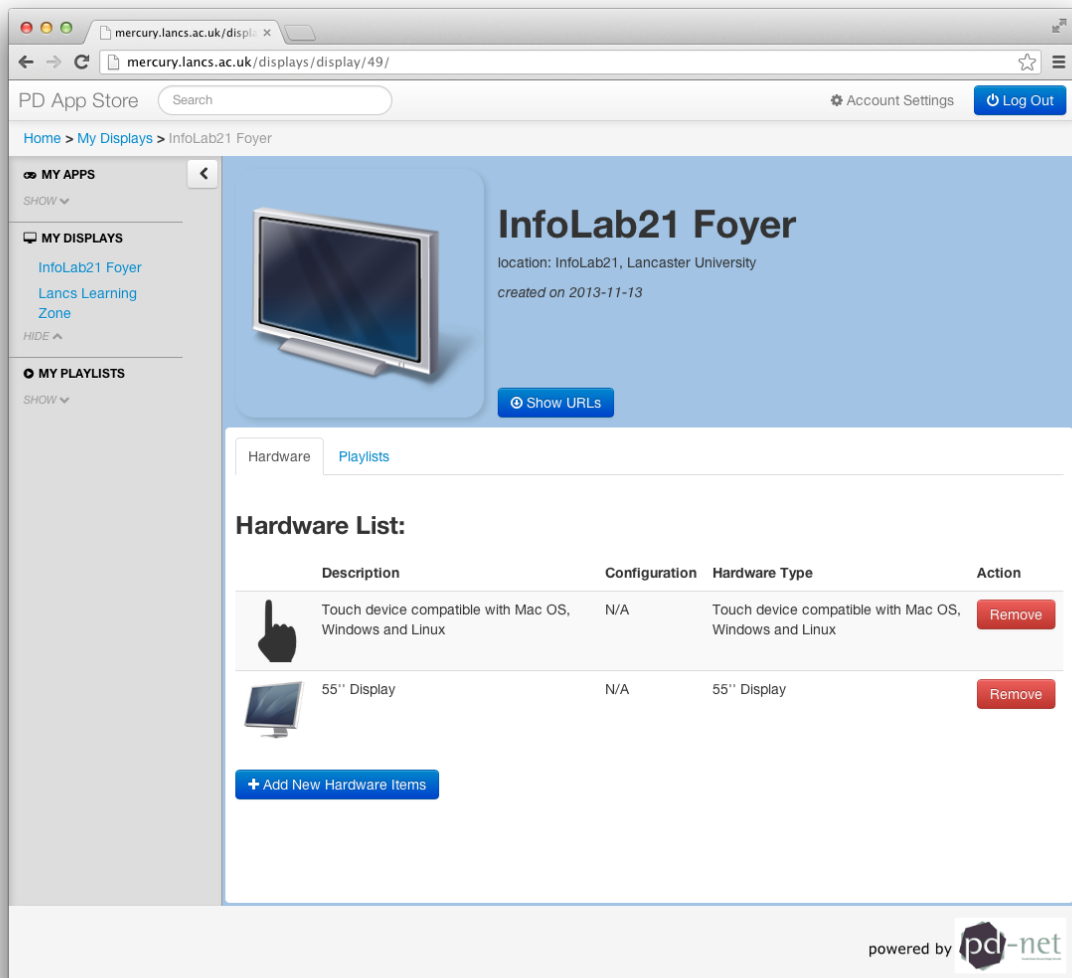 mercury.lancs.ac.uk/displa
mercury.lancs.ac.uk/displays/display/49/
PD App Store Search Account Settings Log Out
Home > My Displays > InfoLab21 Foyer
MY APPS
SHOW
MY DISPLAYS
InfoLab21 Foyer
Lancs Learning
Zone
HIDE
MY PLAYLISTS
SHOW
InfoLab21 Foyer
location: InfoLab21, Lancaster University
created on 2013-11-13
Show URLs
Hardware Playlists
Hardware List:
Description Configuration Hardware Type Action
Touch device compatible with Mac OS, N/A Touch device compatible with Mac OS, Remove
Windows and Linux Windows and Linux
55'' Display N/A 55'' Display Remove
+ Add New Hardware Items
powered by pd-net